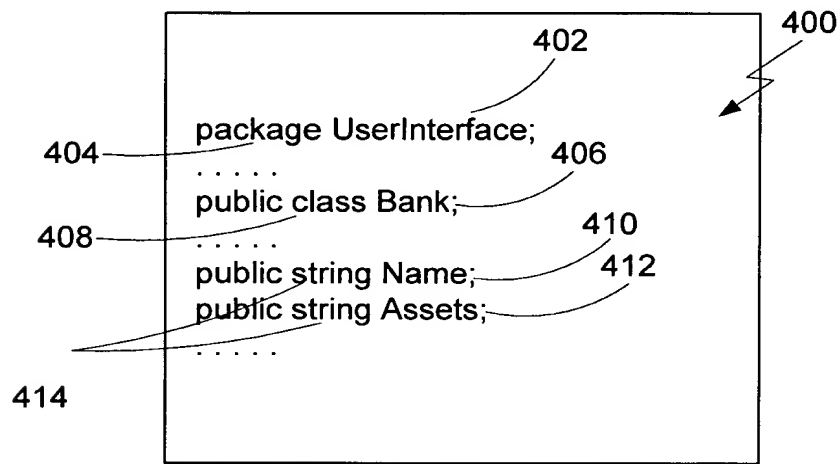 400
402
package UserInterface;
404
. . . . .
406
public class Bank;
408
. . . . .
410
public string Name;
412
public string Assets;
. . . . .
414